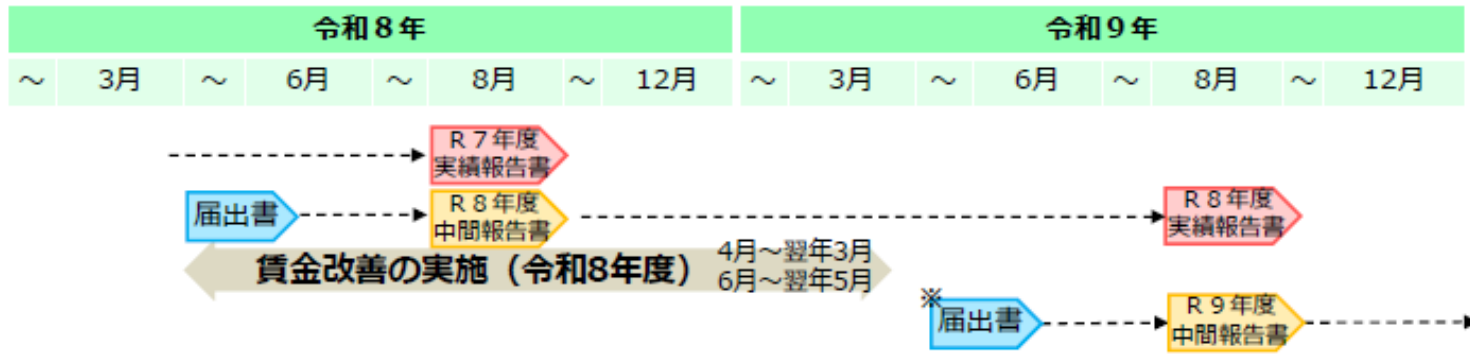 令和８年 令和９年
～ 3月 ～ 6月 ～ 8月 ～ 12月 ～ 3月 ～ 6月 ～ 8月 ～ 12月
Ｒ７年度
実績報告書
届出書
Ｒ８年度
中間報告書
Ｒ８年度
実績報告書
賃金改善の実施（令和8年度）
4月～翌年3月
6月～翌年5月
※
届出書
Ｒ９年度
中間報告書